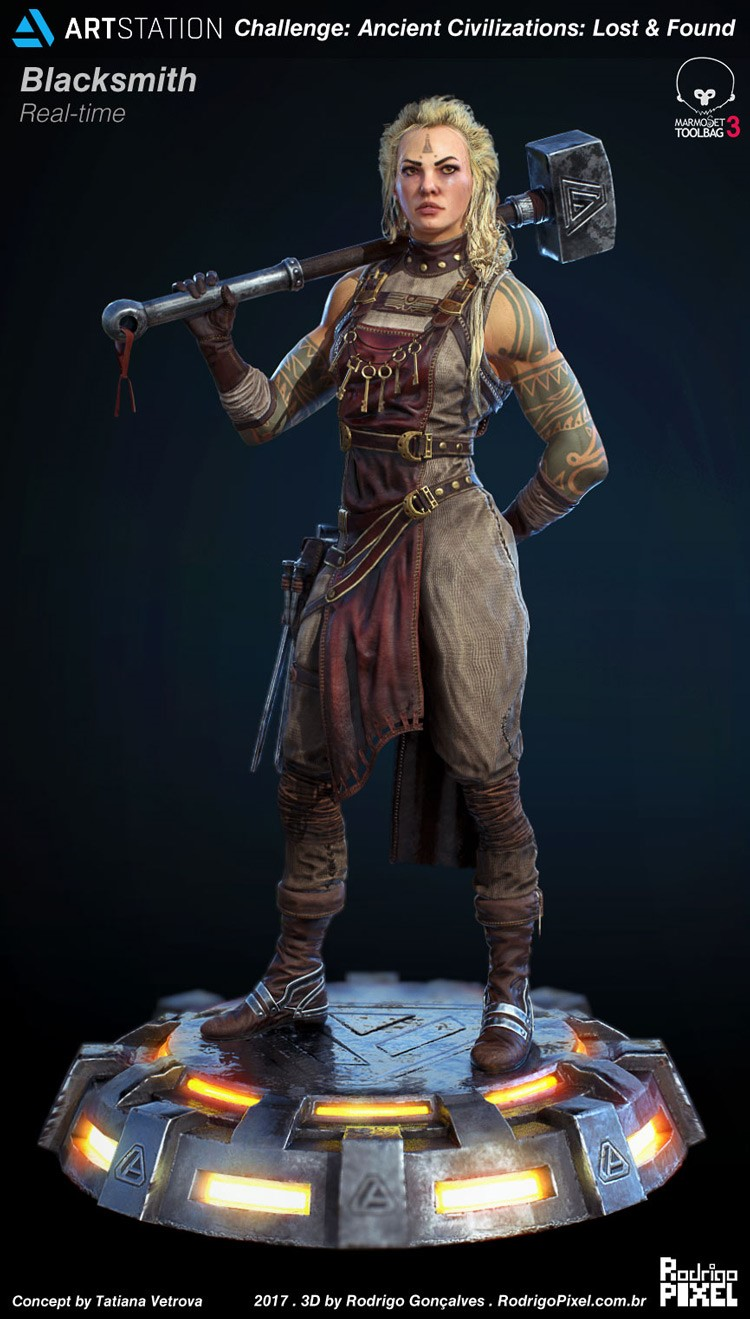 ARTSTATION Challenge: Ancient Civilizations: Lost & Found
Blacksmith
Real-time
MARMOSET
TOOLBAG 3
Rodrigo
PIXEL
Concept by Tatiana Vetrova 2017 . 3D by Rodrigo Gonçalves . RodrigoPixel.com.br